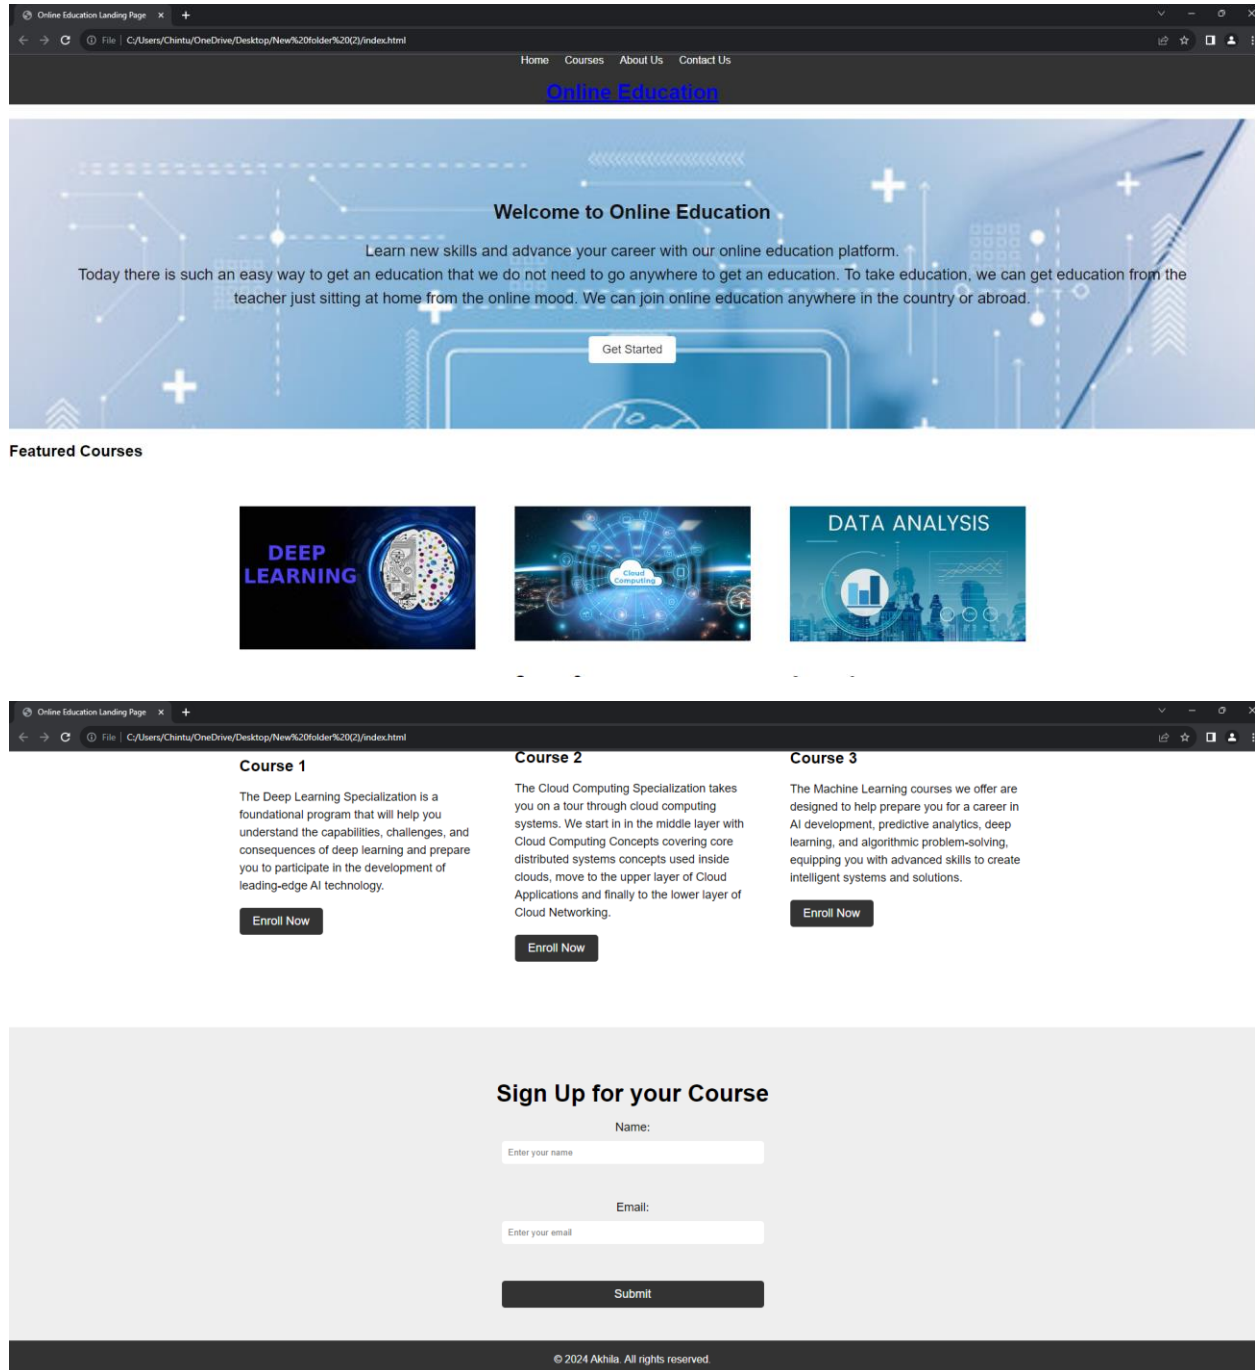 Online Education Landing Page
File | C:/Users/Chintu/OneDrive/Desktop/New%20folder%20(2)/index.html
Home Courses About Us Contact Us
Online Education
Welcome to Online Education
Learn new skills and advance your career with our online education platform.
Today there is such an easy way to get an education that we do not need to go anywhere to get an education. To take education, we can get education from the
teacher just sitting at home from the online mood. We can join online education anywhere in the country or abroad.
Get Started
Featured Courses
DEEP
LEARNING
Cloud
Computing
DATA ANALYSIS
Online Education Landing Page
File | C:/Users/Chintu/OneDrive/Desktop/New%20folder%20(2)/index.html
Course 1
The Deep Learning Specialization is a
foundational program that will help you
understand the capabilities, challenges, and
consequences of deep learning and prepare
you to participate in the development of
leading-edge AI technology.
Enroll Now
Course 2
The Cloud Computing Specialization takes
you on a tour through cloud computing
systems. We start in in the middle layer with
Cloud Computing Concepts covering core
distributed systems concepts used inside
clouds, move to the upper layer of Cloud
Applications and finally to the lower layer of
Cloud Networking.
Enroll Now
Course 3
The Machine Learning courses we offer are
designed to help prepare you for a career in
AI development, predictive analytics, deep
learning, and algorithmic problem-solving,
equipping you with advanced skills to create
intelligent systems and solutions.
Enroll Now
Sign Up for your Course
Name:
Enter your name
Email:
Enter your email
Submit
© 2024 Akhila. All rights reserved.